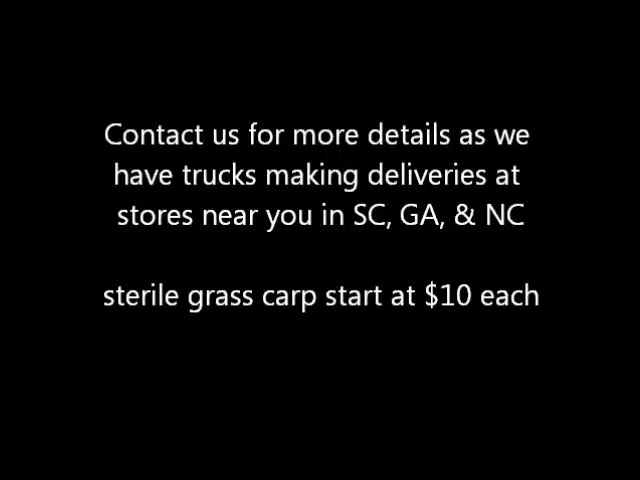 Contact us for more details as we
have trucks making deliveries at
stores near you in SC, GA, & NC
sterile grass carp start at $10 each